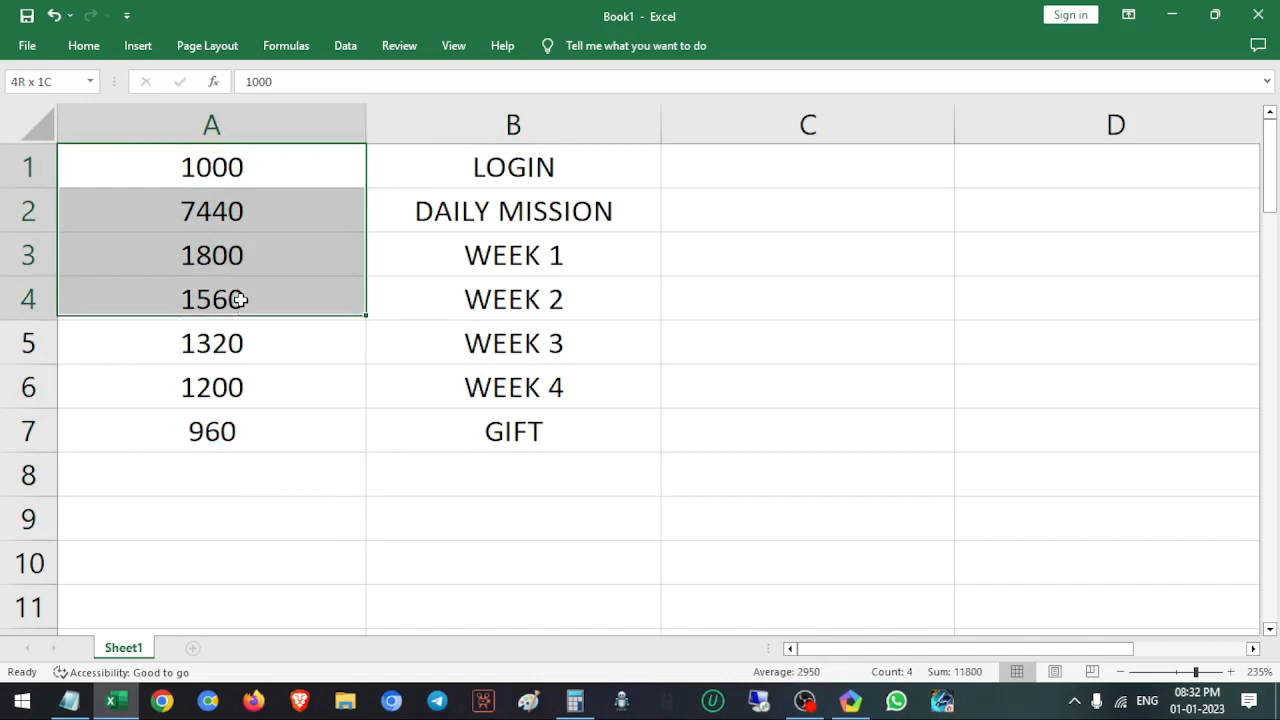 Book1 - Excel
Sign in
File Home Insert Data Page Layout Formulas Data Review View Help Tell me what you want to do
4R x 1C fx 1000
A B C D
1 1000 LOGIN
2 7440 DAILY MISSION
3 1800 WEEK 1
4 1560 WEEK 2
5 1320 WEEK 3
6 1200 WEEK 4
7 960 GIFT
8
9
10
11
Sheet1
Ready Accessibility: Good to go Average: 2950 Count: 4 Sum: 11800 235%
ENG 08:32 PM
01-01-2023